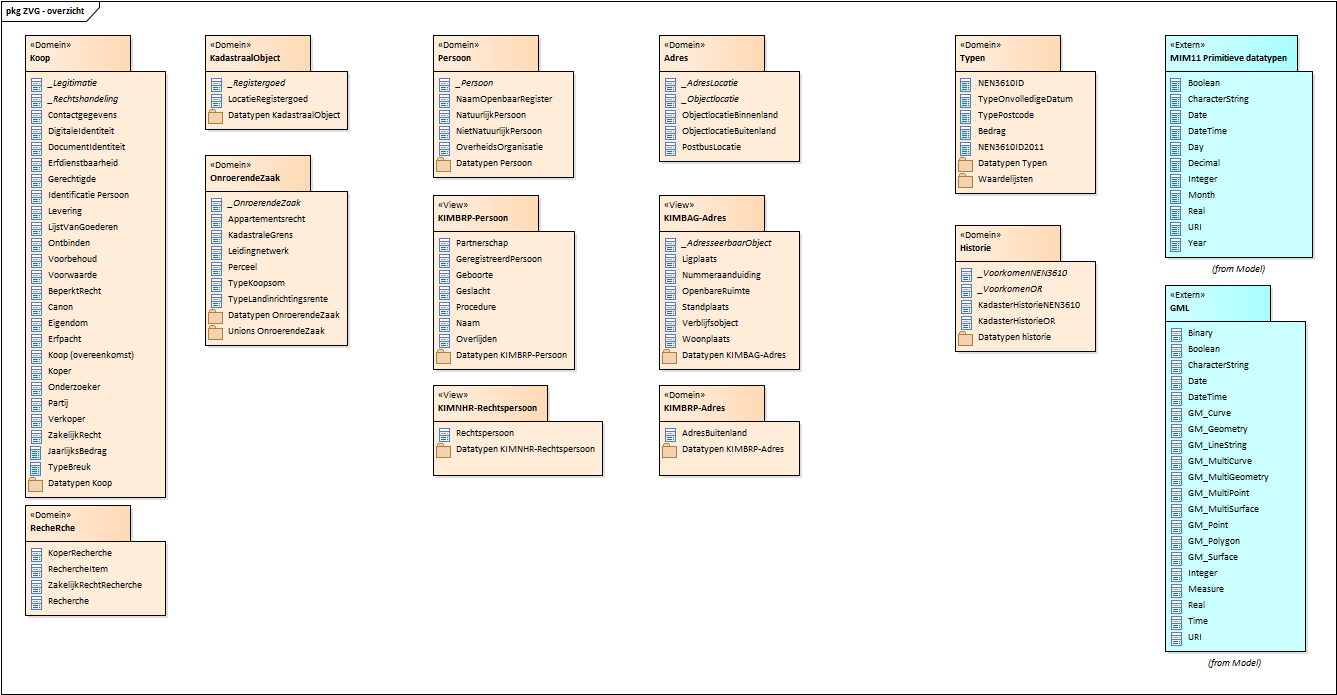 pkg ZVG - overzicht
«Domein»
Koop
_Legitimatie
_Rechtshandeling
Contactgegevens
DigitaleIdentiteit
DocumentIdentiteit
Erfdienstbaarheid
Gerechtigde
Identificatie Persoon
Levering
LijstVanGoederen
Ontbinden
Voorbehoud
Voorwaarde
BeperktRecht
Canon
Eigendom
Erfpacht
Koop (overeenkomst)
Koper
Onderzoeker
Partij
Verkoper
ZakelijkRecht
JaarlijksBedrag
TypeBreuk
Datatypen Koop
«Domein»
RecheRche
KoperRecherche
RechercheItem
ZakelijkRechtRecherche
Recherche
«Domein»
KadastraalObject
_Registergoed
LocatieRegistergoed
Datatypen KadastraalObject
«Domein»
OnroerendeZaak
_OnroerendeZaak
Appartementsrecht
KadastraleGrens
Leidingnetwerk
Perceel
TypeKoopsom
TypeLandinrichtingsrente
Datatypen OnroerendeZaak
Unions OnroerendeZaak
«Domein»
Persoon
_Persoon
NaamOpenbaarRegister
NatuurlijkPersoon
NietNatuurlijkPersoon
OverheidsOrganisatie
Datatypen Persoon
«View»
KIMBRP-Persoon
Partnerschap
GeregistreerdPersoon
Geboorte
Geslacht
Procedure
Naam
Overlijden
Datatypen KIMBRP-Persoon
«View»
KIMNHR-Rechtspersoon
Rechtspersoon
Datatypen KIMNHR-Rechtspersoon
«Domein»
Adres
_AdresLocatie
_Objectlocatie
ObjectlocatieBinnenland
ObjectlocatieBuitenland
PostbusLocatie
«View»
KIMBAG-Adres
_AdresseerbaarObject
Ligplaats
Nummeraanduiding
OpenbareRuimte
Standplaats
Verblijfsobject
Woonplaats
Datatypen KIMBAG-Adres
«Domein»
KIMBRP-Adres
AdresBuitenland
Datatypen KIMBRP-Adres
«Domein»
Typen
NEN3610ID
TypeOnvolledigeDatum
TypePostcode
Bedrag
NEN3610ID2011
Datatypen Typen
Waardelijsten
«Domein»
Historie
_VoorkomenNEN3610
_VoorkomenOR
KadasterHistorieNEN3610
KadasterHistorieOR
Datatypen historie
«Extern»
MIM11 Primitieve datatypen
Boolean
CharacterString
Date
DateTime
Day
Decimal
Integer
Month
Real
URI
Year
(from Model)
«Extern»
GML
Binary
Boolean
CharacterString
Date
DateTime
GM_Curve
GM_Geometry
GM_LineString
GM_MultiCurve
GM_MultiGeometry
GM_MultiPoint
GM_MultiSurface
GM_Point
GM_Polygon
GM_Surface
Integer
Measure
Real
Time
URI
(from Model)